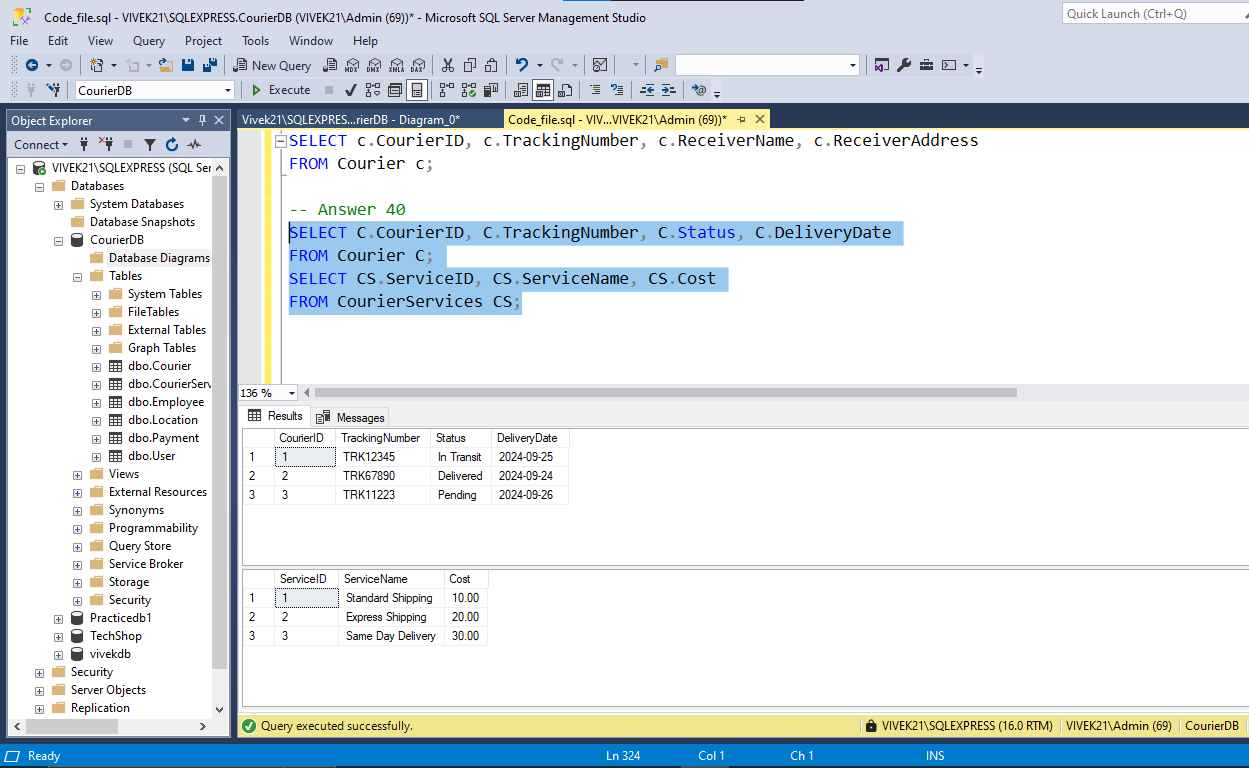 Code_file.sql - VIVEK21\SQLEXPRESS.CourierDB (VIVEK21\Admin (69))* - Microsoft SQL Server Management Studio
Quick Launch (Ctrl+Q)
File Edit View Query Project Tools Window Help
New Query
MDX DMX XMLA DAX
CourierDB
Execute
Object Explorer
Vivek21\SQLEXPRES...rierDB - Diagram_0*
Code_file.sql - VIV...VIVEK21\Admin (69))*
Connect
VIVEK21\SQLEXPRESS (SQL Ser
Databases
System Databases
Database Snapshots
CourierDB
Database Diagrams
Tables
System Tables
FileTables
External Tables
Graph Tables
dbo.Courier
dbo.CourierServ
dbo.Employee
dbo.Location
dbo.Payment
dbo.User
Views
External Resources
Synonyms
Programmability
Query Store
Service Broker
Storage
Security
Practicedb1
TechShop
vivekdb
Security
Server Objects
Replication
SELECT c.CourierID, c.TrackingNumber, c.ReceiverName, c.ReceiverAddress
FROM Courier c;
-- Answer 40
SELECT C.CourierID, C.TrackingNumber, C.Status, C.DeliveryDate
FROM Courier C;
SELECT CS.ServiceID, CS.ServiceName, CS.Cost
FROM CourierServices CS;
136 %
Results Messages
CourierID TrackingNumber Status DeliveryDate
1 1 TRK12345 In Transit 2024-09-25
2 2 TRK67890 Delivered 2024-09-24
3 3 TRK11223 Pending 2024-09-26
ServiceID ServiceName Cost
1 1 Standard Shipping 10.00
2 2 Express Shipping 20.00
3 3 Same Day Delivery 30.00
Query executed successfully.
VIVEK21\SQLEXPRESS (16.0 RTM) VIVEK21\Admin (69) CourierDB
Ready
Ln 324 Col 1 Ch 1 INS